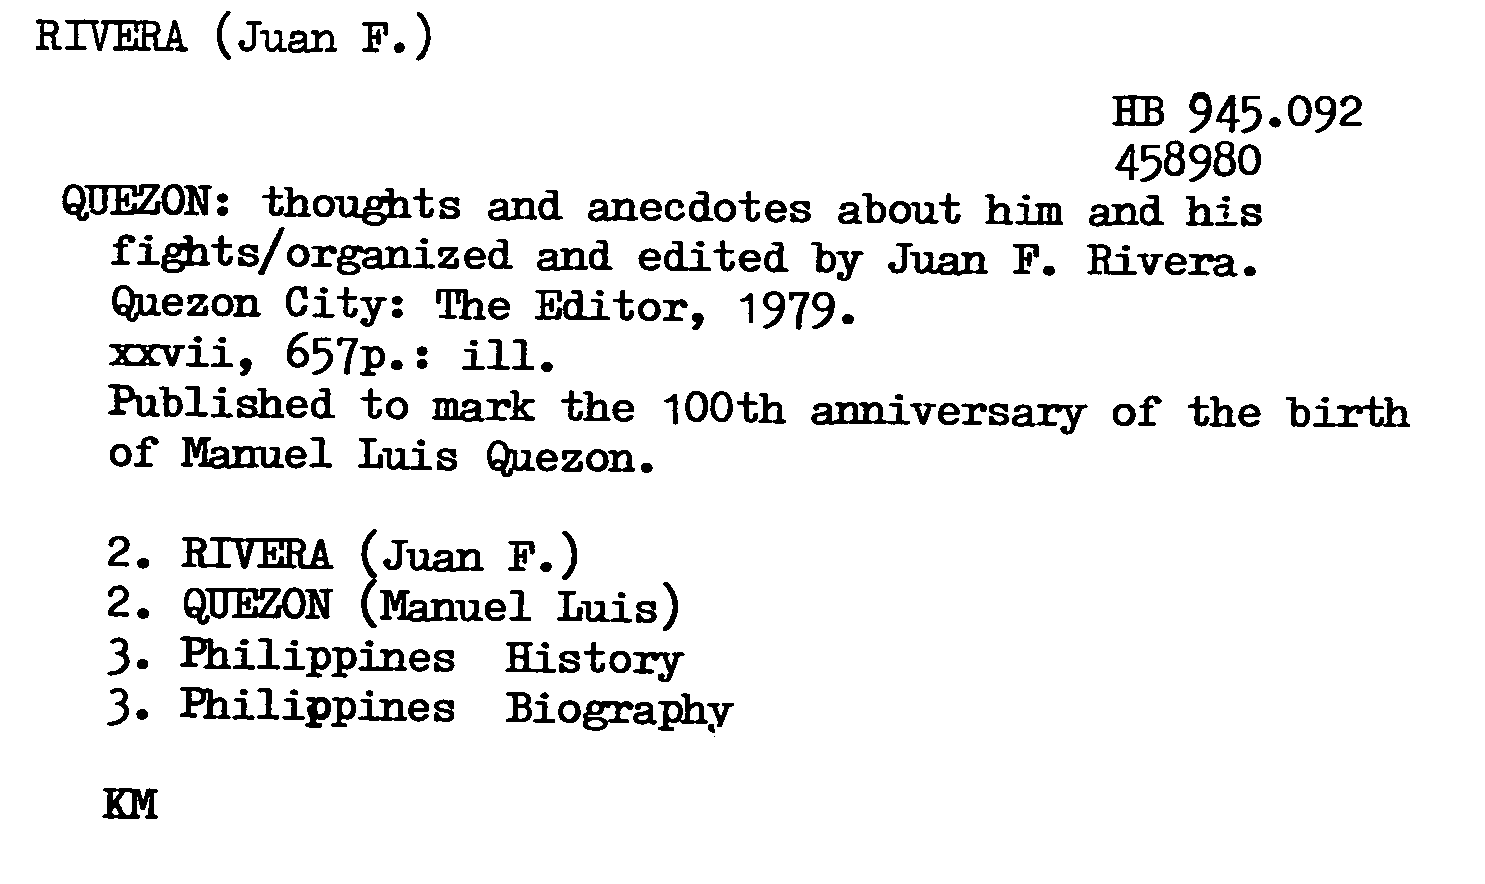 RIVERA (Juan F.)
HB 945.092
458980
QUEZON: thoughts and anecdotes about him and his
fights/organized and edited by Juan F. Rivera.
Quezon City: The Editor, 1979.
xxvii, 657p.: ill.
Published to mark the 100th anniversary of the birth
of Manuel Luis Quezon.
2. RIVERA (Juan F.)
2. QUEZON (Manuel Luis)
3. Philippines History
3. Philippines Biography
KM